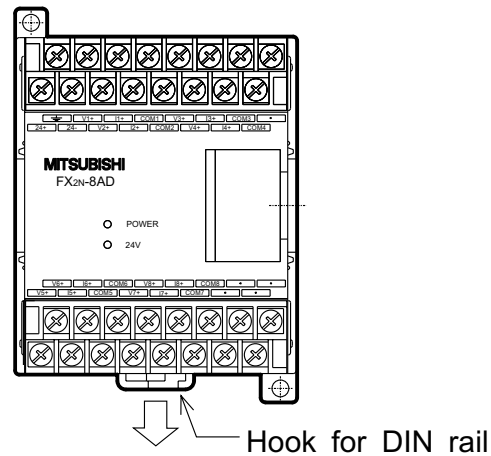 V1+ I1+ COM1 V3+ I3+ COM3 •
24+ 24- V2+ I2+ COM2 V4+ I4+ COM4
MITSUBISHI
FX2N-8AD
POWER
24V
V6+ I6+ COM6 V8+ I8+ COM8 • •
V5+ I5+ COM5 V7+ I7+ COM7 • •
Hook for DIN rail